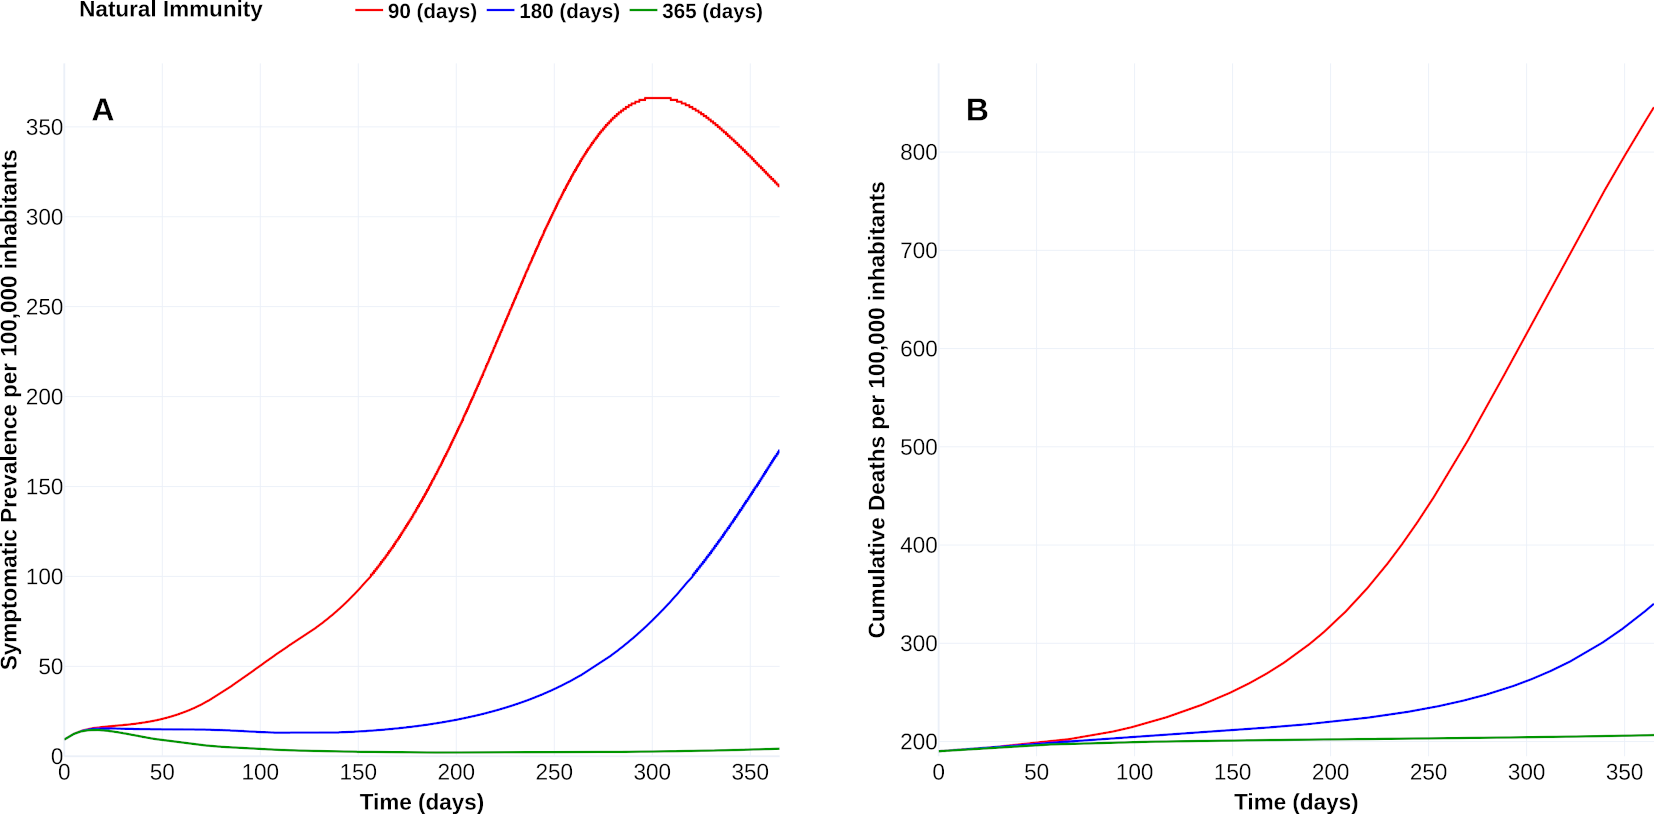 Natural Immunity 90 (days) 180 (days) 365 (days)
A
Symptomatic Prevalence per 100,000 inhabitants
350
300
250
200
150
100
50
0
0 50 100 150 200 250 300 350
Time (days)
B
Cumulative Deaths per 100,000 inhabitants
800
700
600
500
400
300
200
0 50 100 150 200 250 300 350
Time (days)